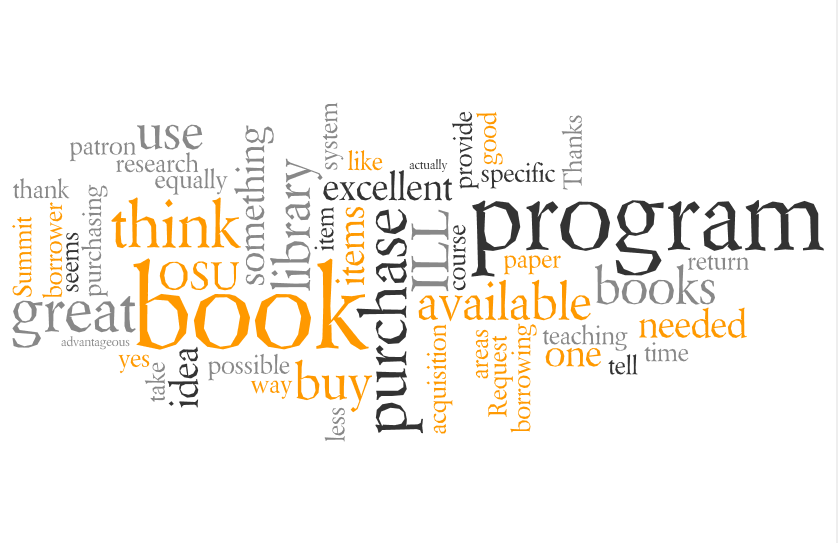 system
Thanks
good
provide
use
something
patron
like
actually
research
library
specific
equally
excellent
thank
purchasing
borrower
Summit
seems
think
item
items
purchase
ILL
course
program
OSU
paper
return
book
books
great
available
needed
advantageous
teaching
yes
idea
take
possible
way
buy
acquisition
areas
Request
borrowing
one
tell
time
less